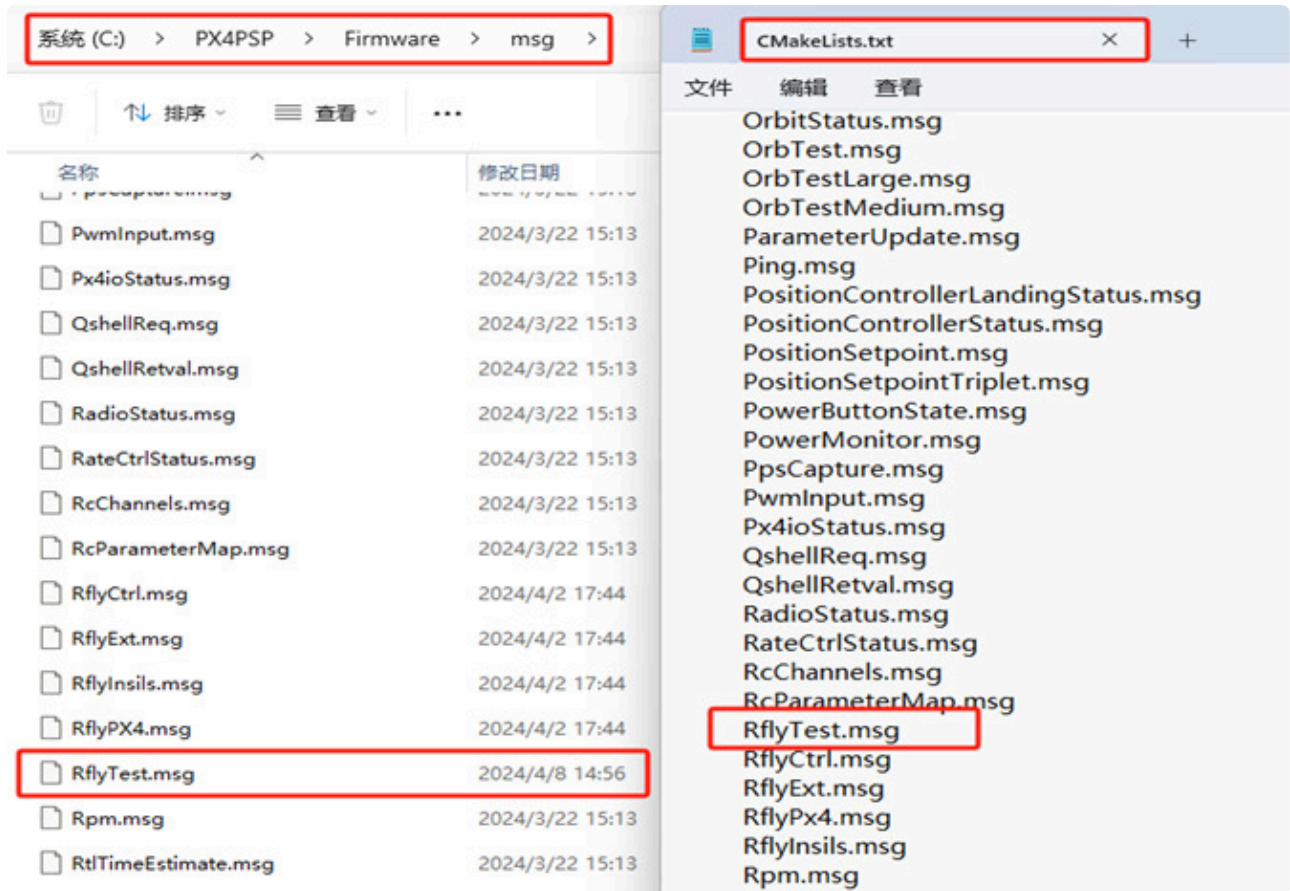 系统 (C:) > PX4PSP > Firmware > msg >
排序
查看
名称
修改日期
PwmInput.msg 2024/3/22 15:13
Px4ioStatus.msg 2024/3/22 15:13
QshellReq.msg 2024/3/22 15:13
QshellRetval.msg 2024/3/22 15:13
RadioStatus.msg 2024/3/22 15:13
RateCtrlStatus.msg 2024/3/22 15:13
RcChannels.msg 2024/3/22 15:13
RcParameterMap.msg 2024/3/22 15:13
RflyCtrl.msg 2024/4/2 17:44
RflyExt.msg 2024/4/2 17:44
RflyInsils.msg 2024/4/2 17:44
RflyPX4.msg 2024/4/2 17:44
RflyTest.msg 2024/4/8 14:56
Rpm.msg 2024/3/22 15:13
RtlTimeEstimate.msg 2024/3/22 15:13
CMakeLists.txt
文件 编辑 查看
OrbitStatus.msg
OrbTest.msg
OrbTestLarge.msg
OrbTestMedium.msg
ParameterUpdate.msg
Ping.msg
PositionControllerLandingStatus.msg
PositionControllerStatus.msg
PositionSetpoint.msg
PositionSetpointTriplet.msg
PowerButtonState.msg
PowerMonitor.msg
PpsCapture.msg
PwmInput.msg
Px4ioStatus.msg
QshellReq.msg
QshellRetval.msg
RadioStatus.msg
RateCtrlStatus.msg
RcChannels.msg
RcParameterMap.msg
RflyTest.msg
RflyCtrl.msg
RflyExt.msg
RflyPx4.msg
RflyInsils.msg
Rpm.msg